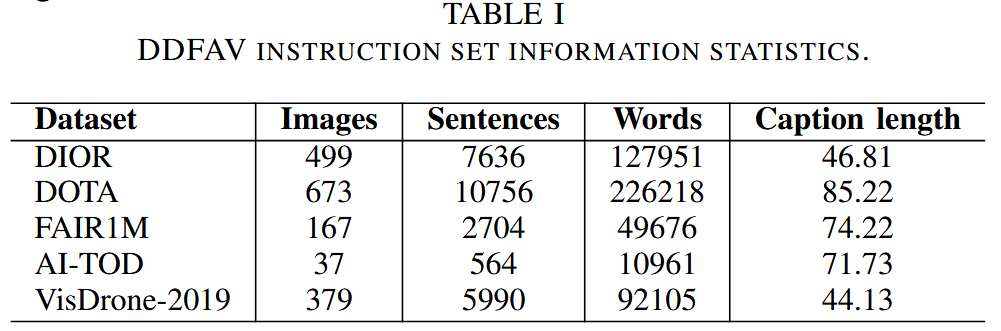 TABLE I
DDFAV INSTRUCTION SET INFORMATION STATISTICS.
Dataset Images Sentences Words Caption length
DIOR 499 7636 127951 46.81
DOTA 673 10756 226218 85.22
FAIR1M 167 2704 49676 74.22
AI-TOD 37 564 10961 71.73
VisDrone-2019 379 5990 92105 44.13